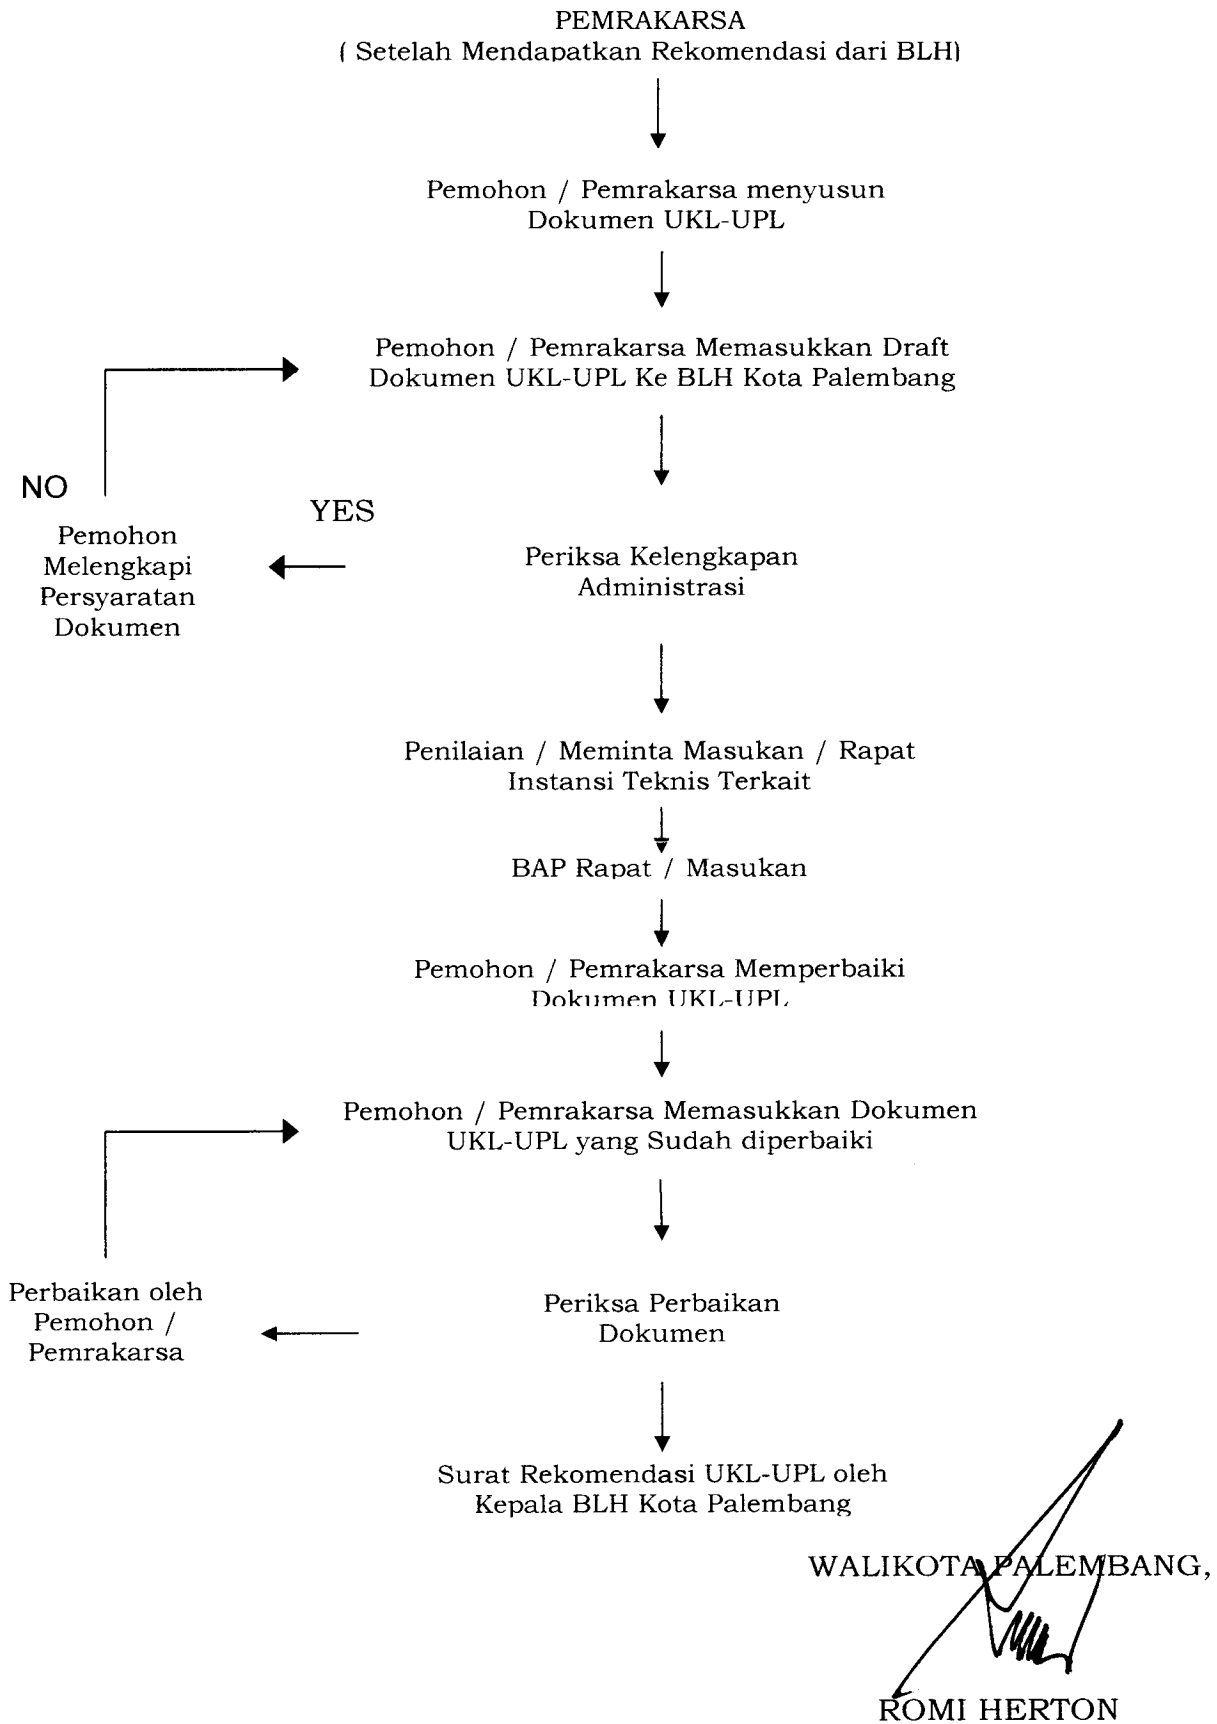 PEMRAKARSA
( Setelah Mendapatkan Rekomendasi dari BLH)
Pemohon / Pemrakarsa menyusun
Dokumen UKL-UPL
Pemohon / Pemrakarsa Memasukkan Draft
Dokumen UKL-UPL Ke BLH Kota Palembang
NO
YES
Pemohon
Melengkapi
Persyaratan
Dokumen
Periksa Kelengkapan
Administrasi
Penilaian / Meminta Masukan / Rapat
Instansi Teknis Terkait
BAP Rapat / Masukan
Pemohon / Pemrakarsa Memperbaiki
Dokumen UKL-UPL
Pemohon / Pemrakarsa Memasukkan Dokumen
UKL-UPL yang Sudah diperbaiki
Perbaikan oleh
Pemohon /
Pemrakarsa
Periksa Perbaikan
Dokumen
Surat Rekomendasi UKL-UPL oleh
Kepala BLH Kota Palembang
WALIKOTA PALEMBANG,
ROMI HERTON